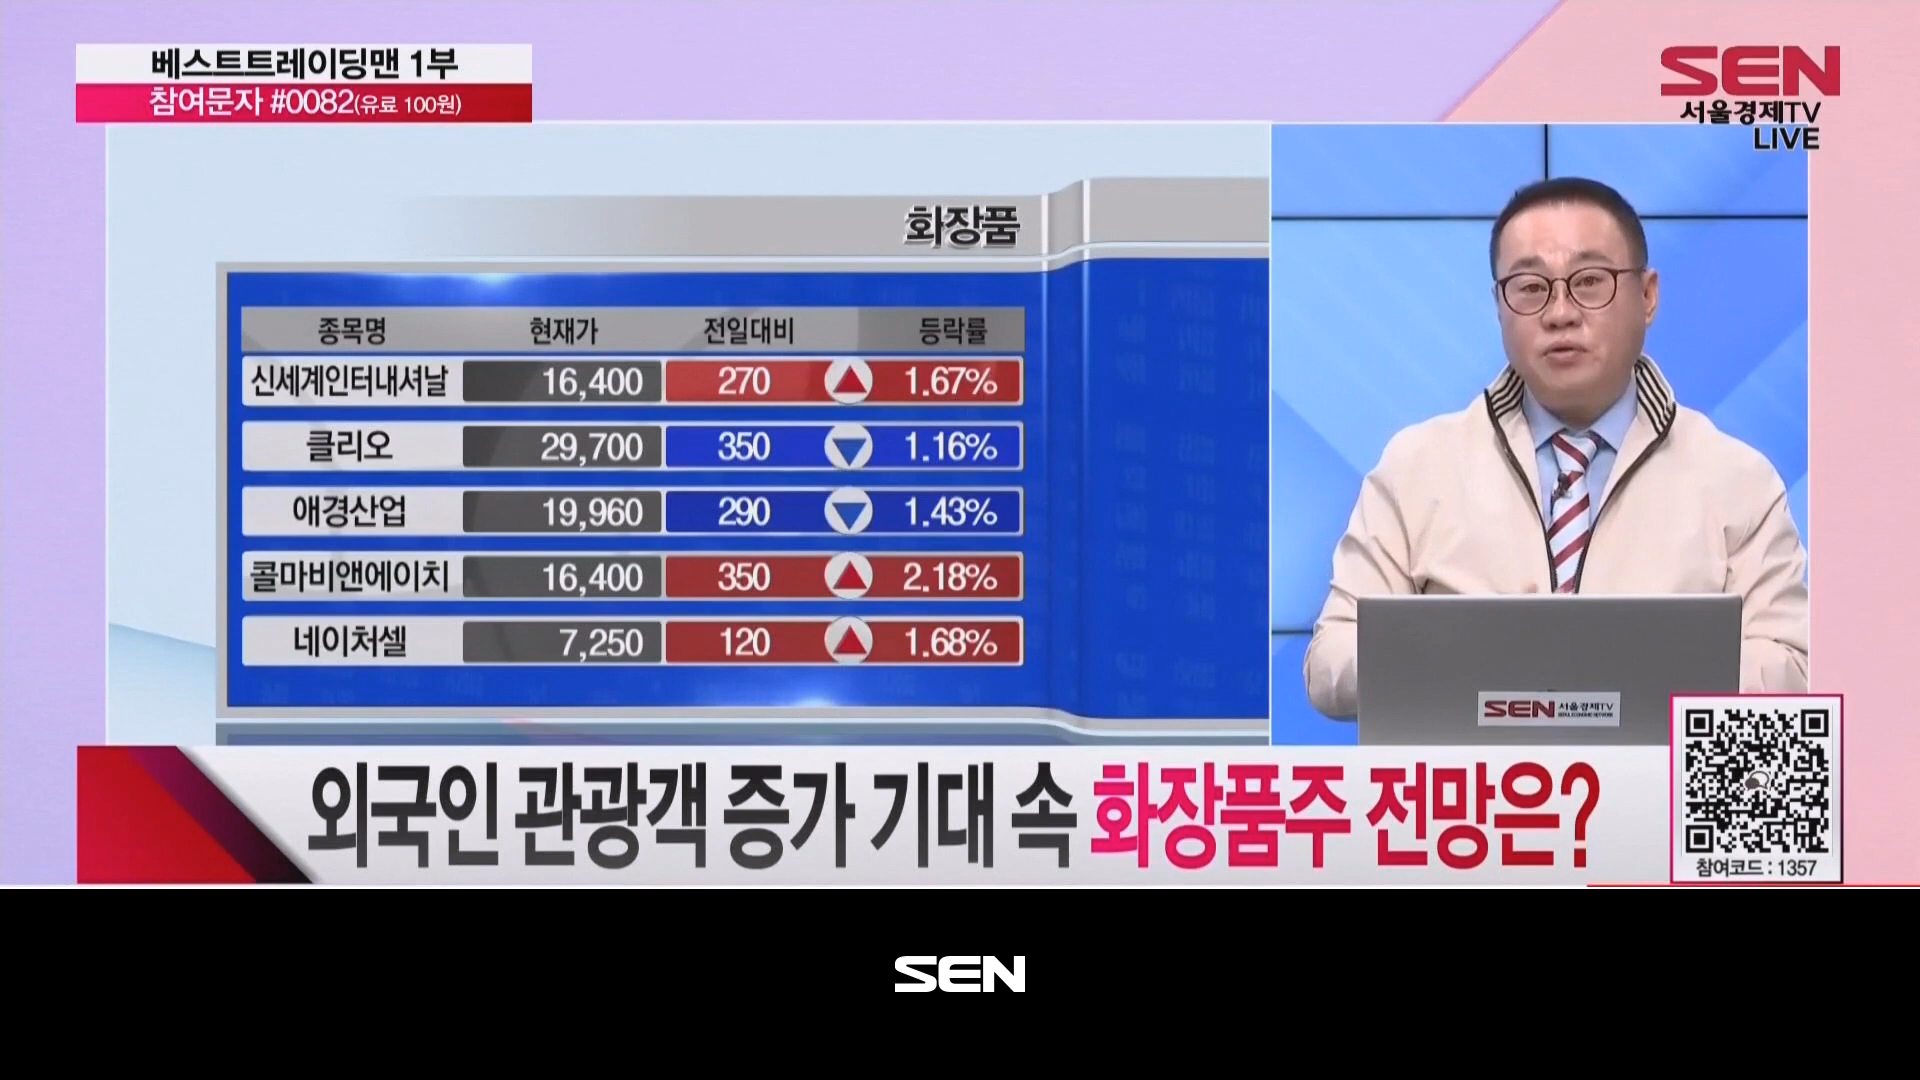 베스트트레이딩맨 1부
참여문자 #0082(유료 100원)
SEN
서울경제TV
LIVE
화장품
종목명 현재가 전일대비 등락률
신세계인터내셔날 16,400 270 ▲ 1.67%
클리오 29,700 350 ▼ 1.16%
애경산업 19,960 290 ▼ 1.43%
콜마비앤에이치 16,400 350 ▲ 2.18%
네이처셀 7,250 120 ▲ 1.68%
SEN 서울경제TV
외국인 관광객 증가 기대 속 화장품주 전망은?
참여코드 : 1357
SEN